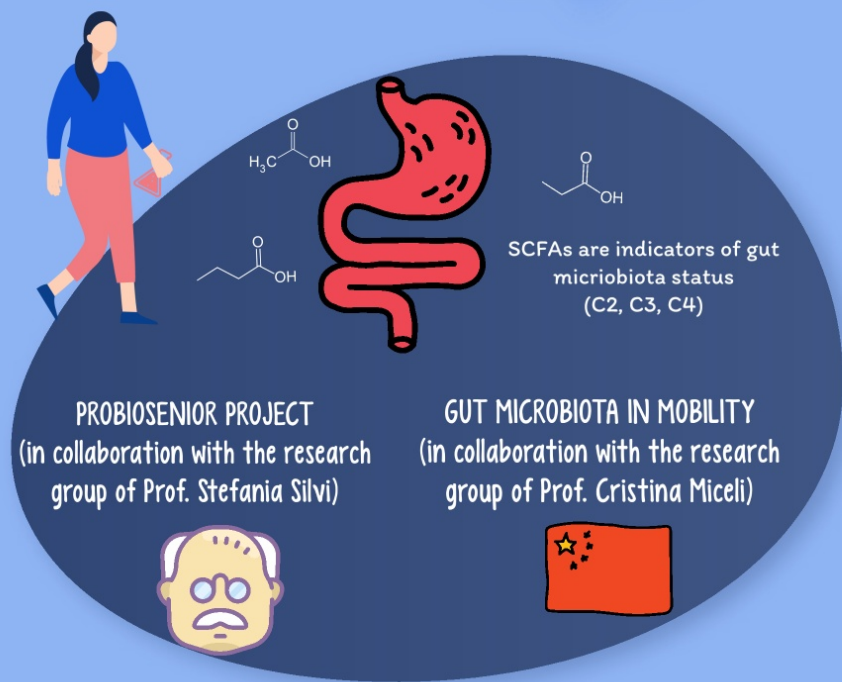 O
H₃C OH
O
OH
O
OH
SCFAs are indicators of gut
micriobiota status
(C2, C3, C4)
PROBIOSENIOR PROJECT
(in collaboration with the research
group of Prof. Stefania Silvi)
GUT MICROBIOTA IN MOBILITY
(in collaboration with the research
group of Prof. Cristina Miceli)